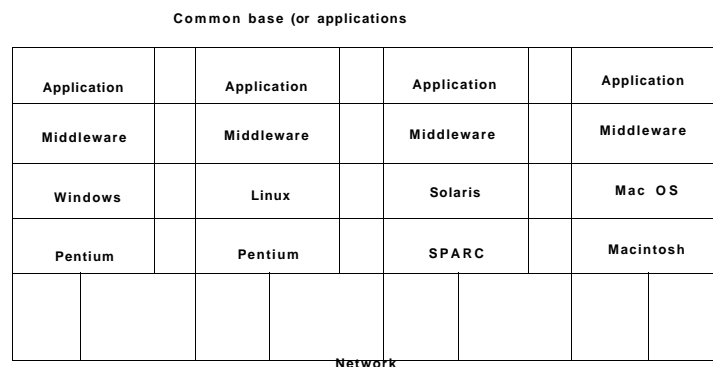 Common base (or applications
Application Application Application Application
Middleware Middleware Middleware Middleware
Windows Linux Solaris Mac OS
Pentium Pentium SPARC Macintosh
Network